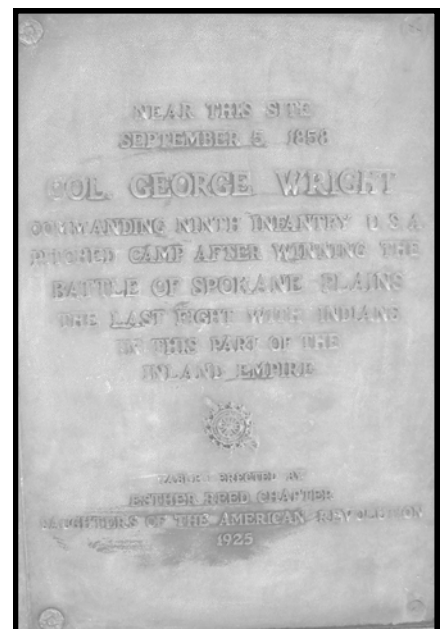 NEAR THIS SITE
SEPTEMBER 5, 1858
COL. GEORGE WRIGHT
COMMANDING NINTH INFANTRY U S A
PITCHED CAMP AFTER WINNING THE
BATTLE OF SPOKANE PLAINS
THE LAST FIGHT WITH INDIANS
IN THIS PART OF THE
INLAND EMPIRE
TABLET ERECTED BY
ESTHER REED CHAPTER
DAUGHTERS OF THE AMERICAN REVOLUTION
1925